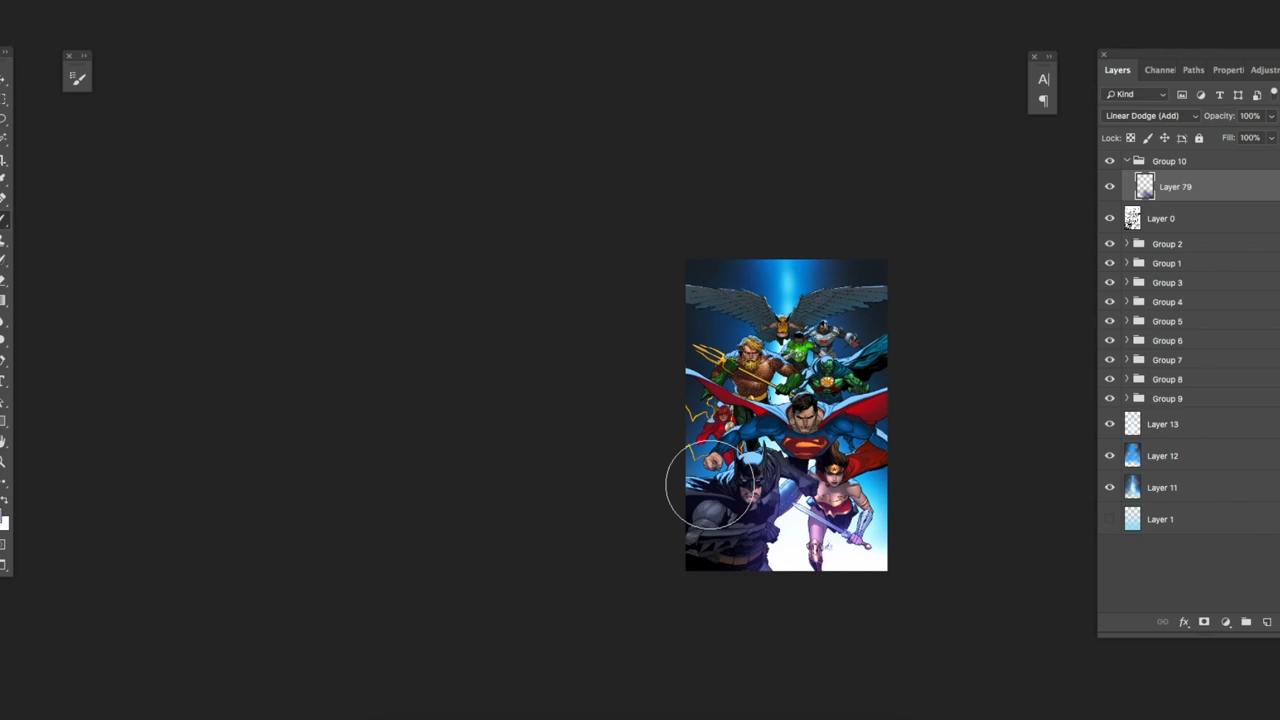 Layers Channel Paths Properti Adjustr
Kind
Linear Dodge (Add) Opacity: 100%
Lock: Fill: 100%
Group 10
Layer 79
Layer 0
Group 2
Group 1
Group 3
Group 4
Group 5
Group 6
Group 7
Group 8
Group 9
Layer 13
Layer 12
Layer 11
Layer 1